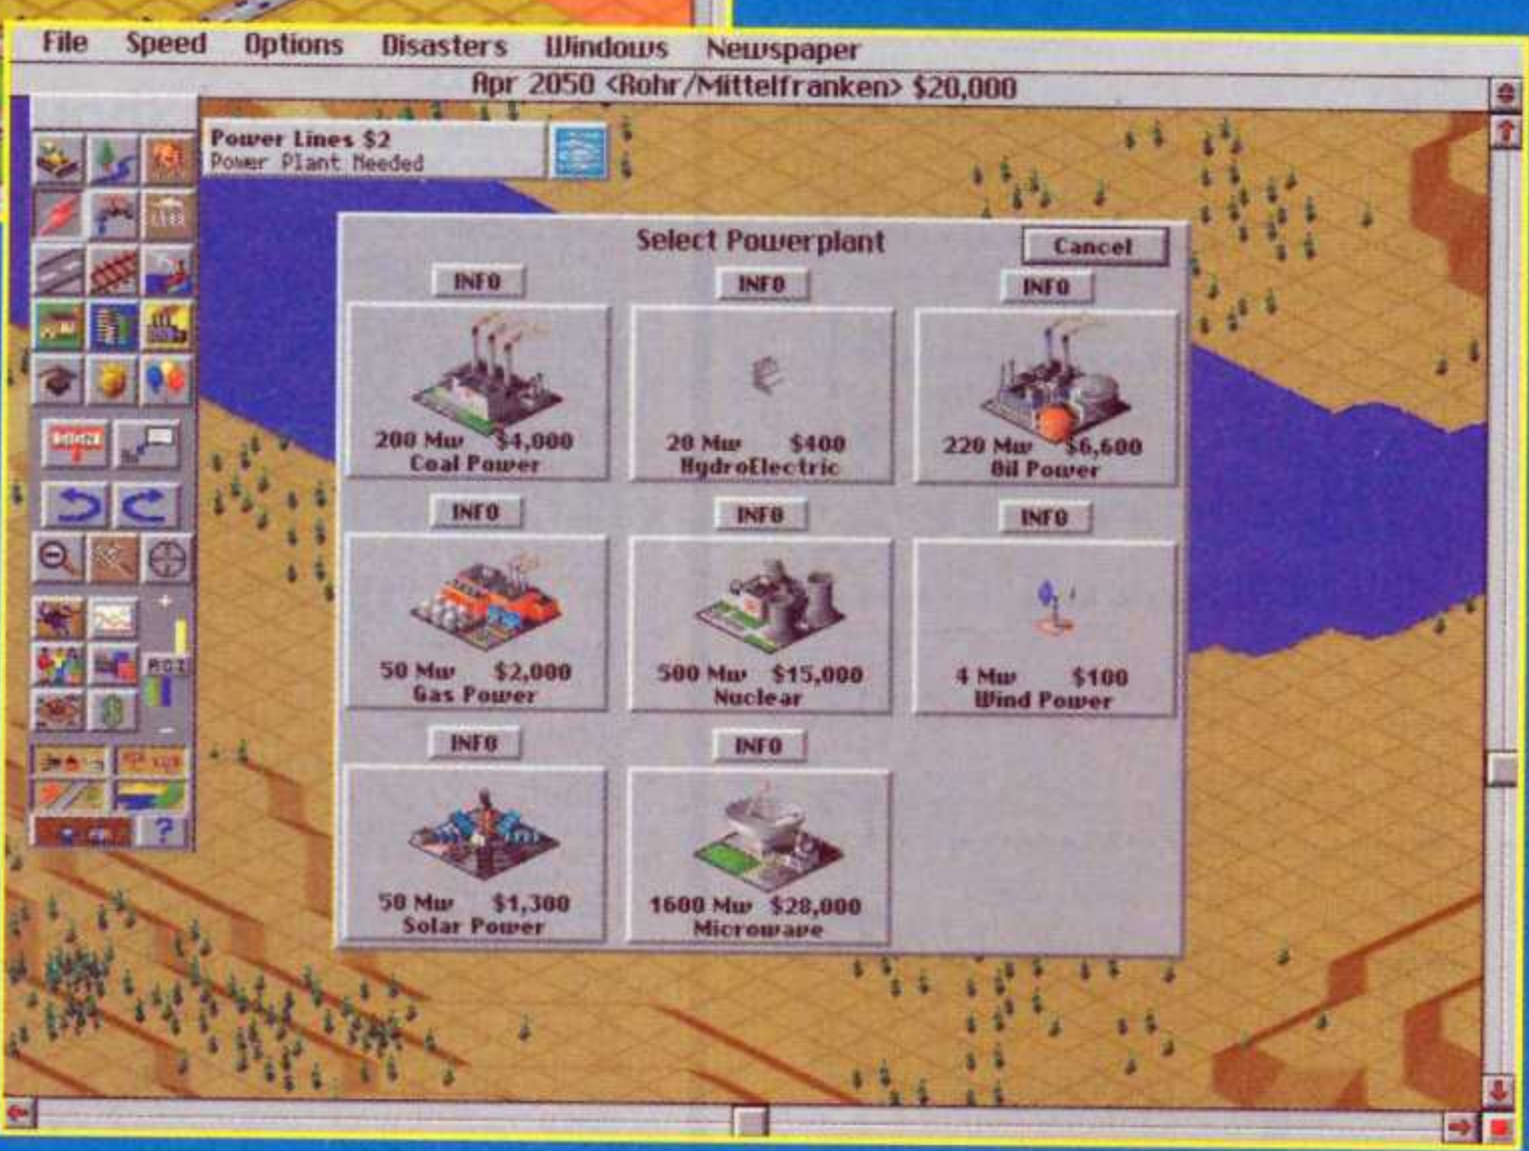 File Speed Options Disasters Windows Newspaper
Apr 2050 <Rohr/Mittelfranken> $20,000
Power Lines $2
Power Plant Needed
Select Powerplant
Cancel
INFO INFO INFO
200 Mw $4,000
Coal Power
20 Mw $400
HydroElectric
220 Mw $6,600
Oil Power
INFO INFO INFO
50 Mw $2,000
Gas Power
500 Mw $15,000
Nuclear
4 Mw $100
Wind Power
INFO INFO
50 Mw $1,300
Solar Power
1600 Mw $28,000
Microwave
SIGN
RCI
?